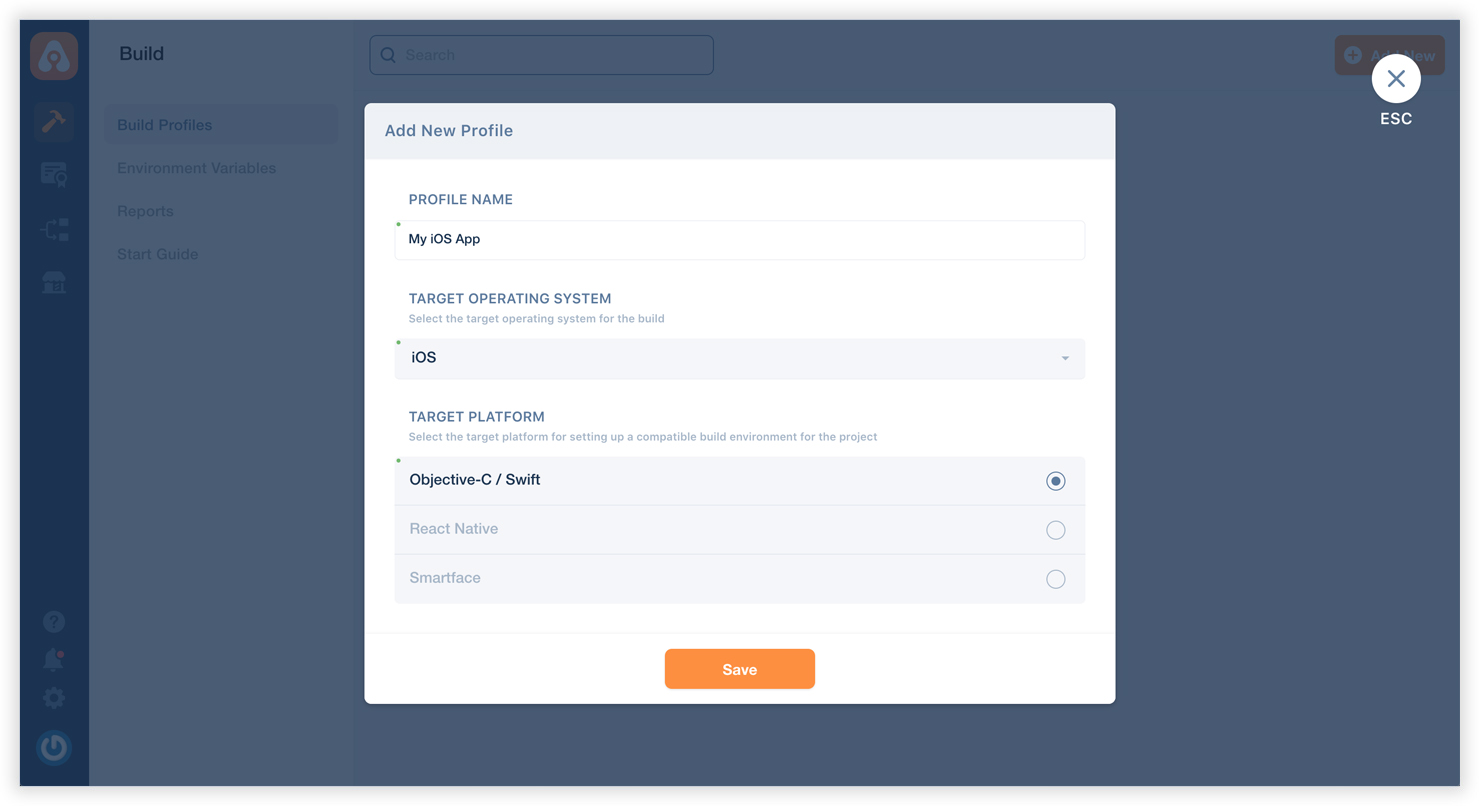 Build
Search
Add New
ESC
Build Profiles
Environment Variables
Reports
Start Guide
Add New Profile
PROFILE NAME
My iOS App
TARGET OPERATING SYSTEM
Select the target operating system for the build
iOS
TARGET PLATFORM
Select the target platform for setting up a compatible build environment for the project
Objective-C / Swift
React Native
Smartface
Save